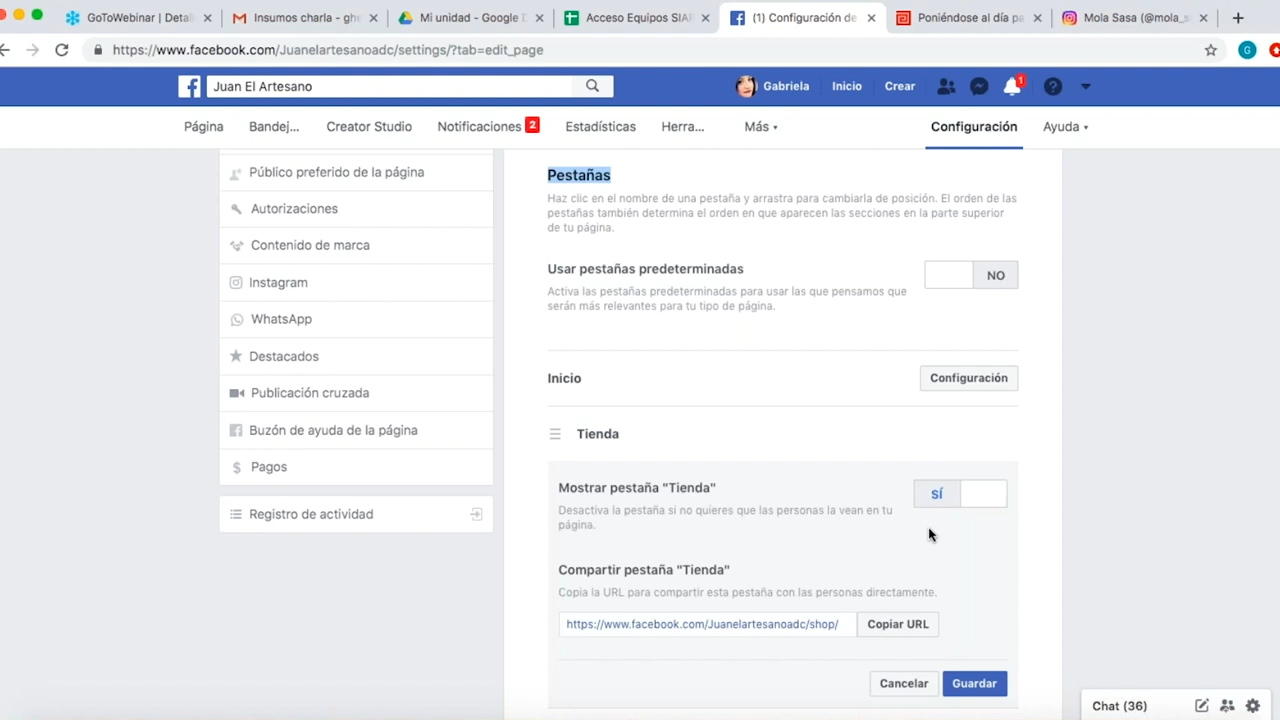 GoToWebinar | Detal
Insumos charla - ghe
Mi unidad - Google D
Acceso Equipos SIAP
(1) Configuración de
Poniéndose al día pa
Mola Sasa (@mola_s
https://www.facebook.com/Juanelartesanoadc/settings/?tab=edit_page
G
Juan El Artesano
Gabriela
Inicio
Crear
1
Página
Bandej...
Creator Studio
Notificaciones 2
Estadísticas
Herra...
Más
Configuración
Ayuda
Público preferido de la página
Autorizaciones
Contenido de marca
Instagram
WhatsApp
Destacados
Publicación cruzada
Buzón de ayuda de la página
Pagos
Registro de actividad
Pestañas
Haz clic en el nombre de una pestaña y arrastra para cambiarla de posición. El orden de las
pestañas también determina el orden en que aparecen las secciones en la parte superior
de tu página.
Usar pestañas predeterminadas
NO
Activa las pestañas predeterminadas para usar las que pensamos que
serán más relevantes para tu tipo de página.
Inicio
Configuración
Tienda
Mostrar pestaña "Tienda"
SÍ
Desactiva la pestaña si no quieres que las personas la vean en tu
página.
Compartir pestaña "Tienda"
Copia la URL para compartir esta pestaña con las personas directamente.
https://www.facebook.com/Juanelartesanoadc/shop/
Copiar URL
Cancelar
Guardar
Chat (36)